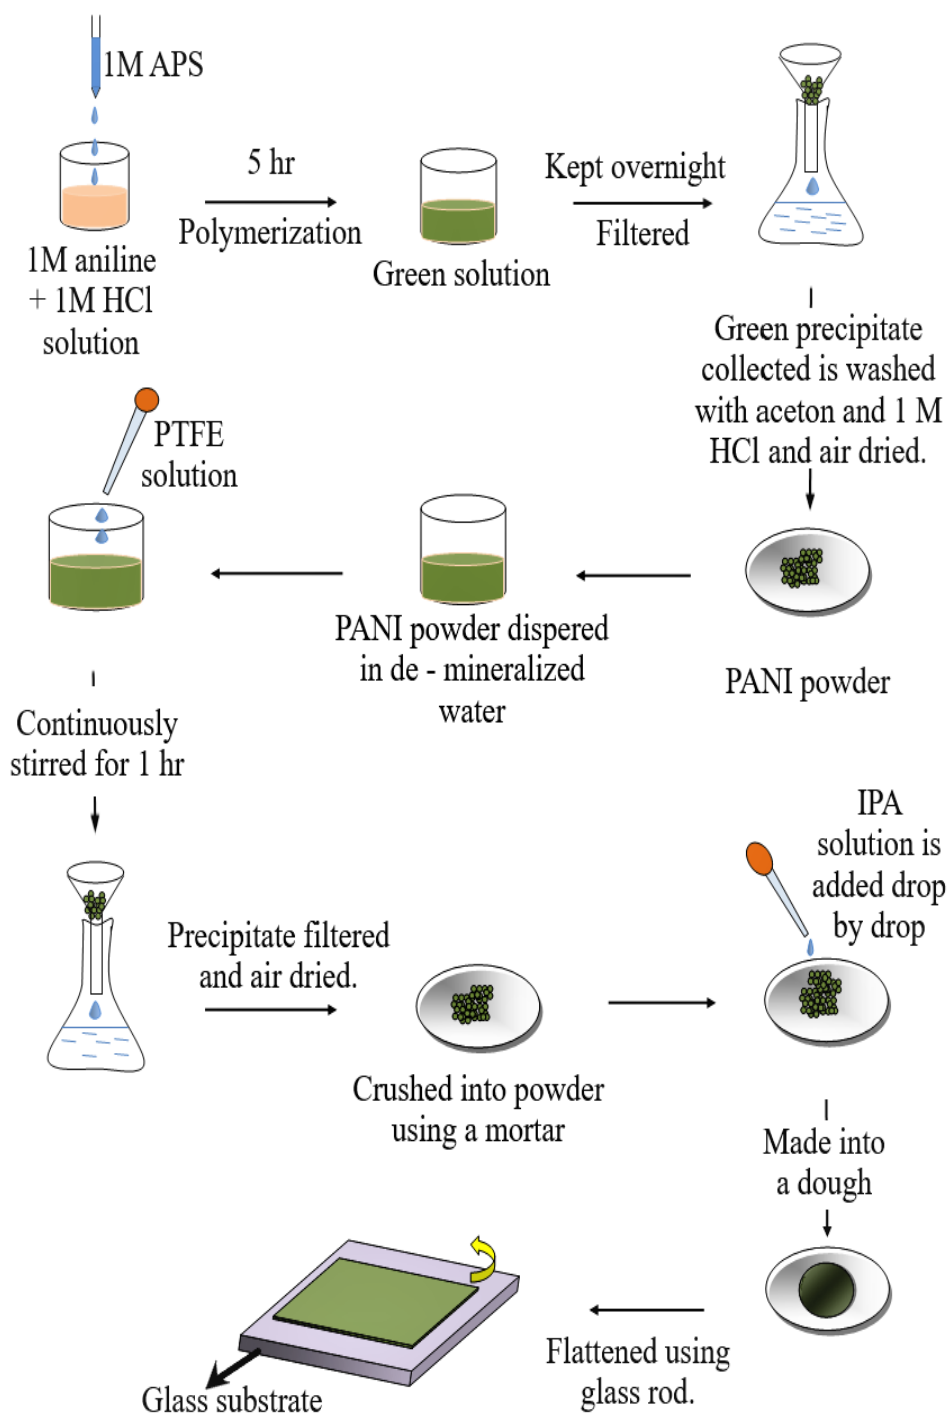 1M APS
1M aniline
+ 1M HCl
solution
5 hr
Polymerization
Green solution
Kept overnight
Filtered
Green precipitate
collected is washed
with aceton and 1 M
HCl and air dried.
PANI powder
PANI powder dispered
in de - mineralized
water
PTFE
solution
Continuously
stirred for 1 hr
Precipitate filtered
and air dried.
Crushed into powder
using a mortar
IPA
solution is
added drop
by drop
Made into
a dough
Flattened using
glass rod.
Glass substrate